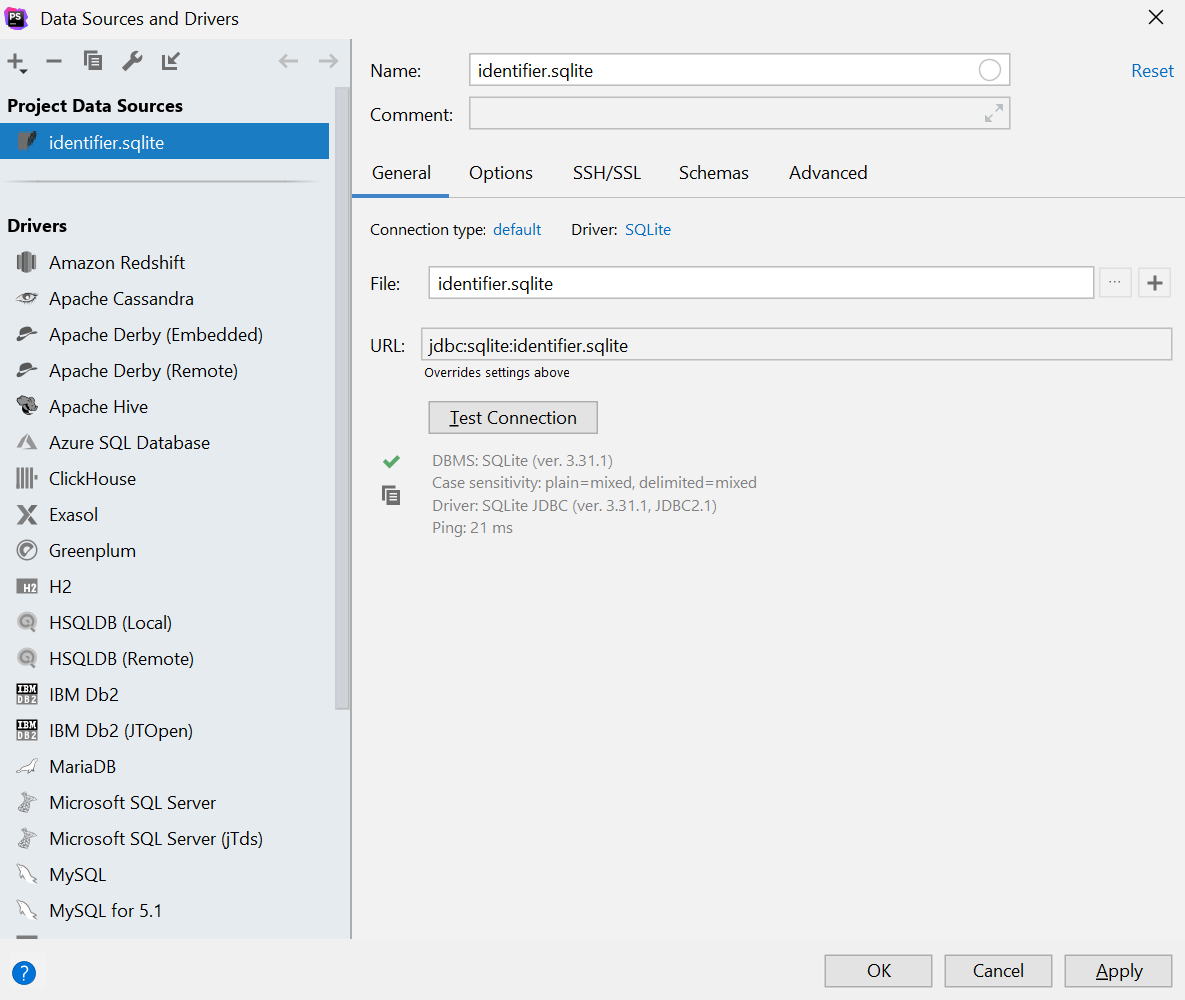 PS
Data Sources and Drivers
Project Data Sources
identifier.sqlite
Drivers
Amazon Redshift
Apache Cassandra
Apache Derby (Embedded)
Apache Derby (Remote)
Apache Hive
Azure SQL Database
ClickHouse
Exasol
Greenplum
H2 H2
HSQLDB (Local)
HSQLDB (Remote)
IBM DB2 IBM Db2
IBM DB2 IBM Db2 (JTOpen)
MariaDB
Microsoft SQL Server
Microsoft SQL Server (jTds)
MySQL
MySQL for 5.1
?
Name: identifier.sqlite
Reset
Comment:
General Options SSH/SSL Schemas Advanced
Connection type: default Driver: SQLite
File: identifier.sqlite ...
URL: jdbc:sqlite:identifier.sqlite
Overrides settings above
Test Connection
DBMS: SQLite (ver. 3.31.1)
Case sensitivity: plain=mixed, delimited=mixed
Driver: SQLite JDBC (ver. 3.31.1, JDBC2.1)
Ping: 21 ms
OK Cancel Apply